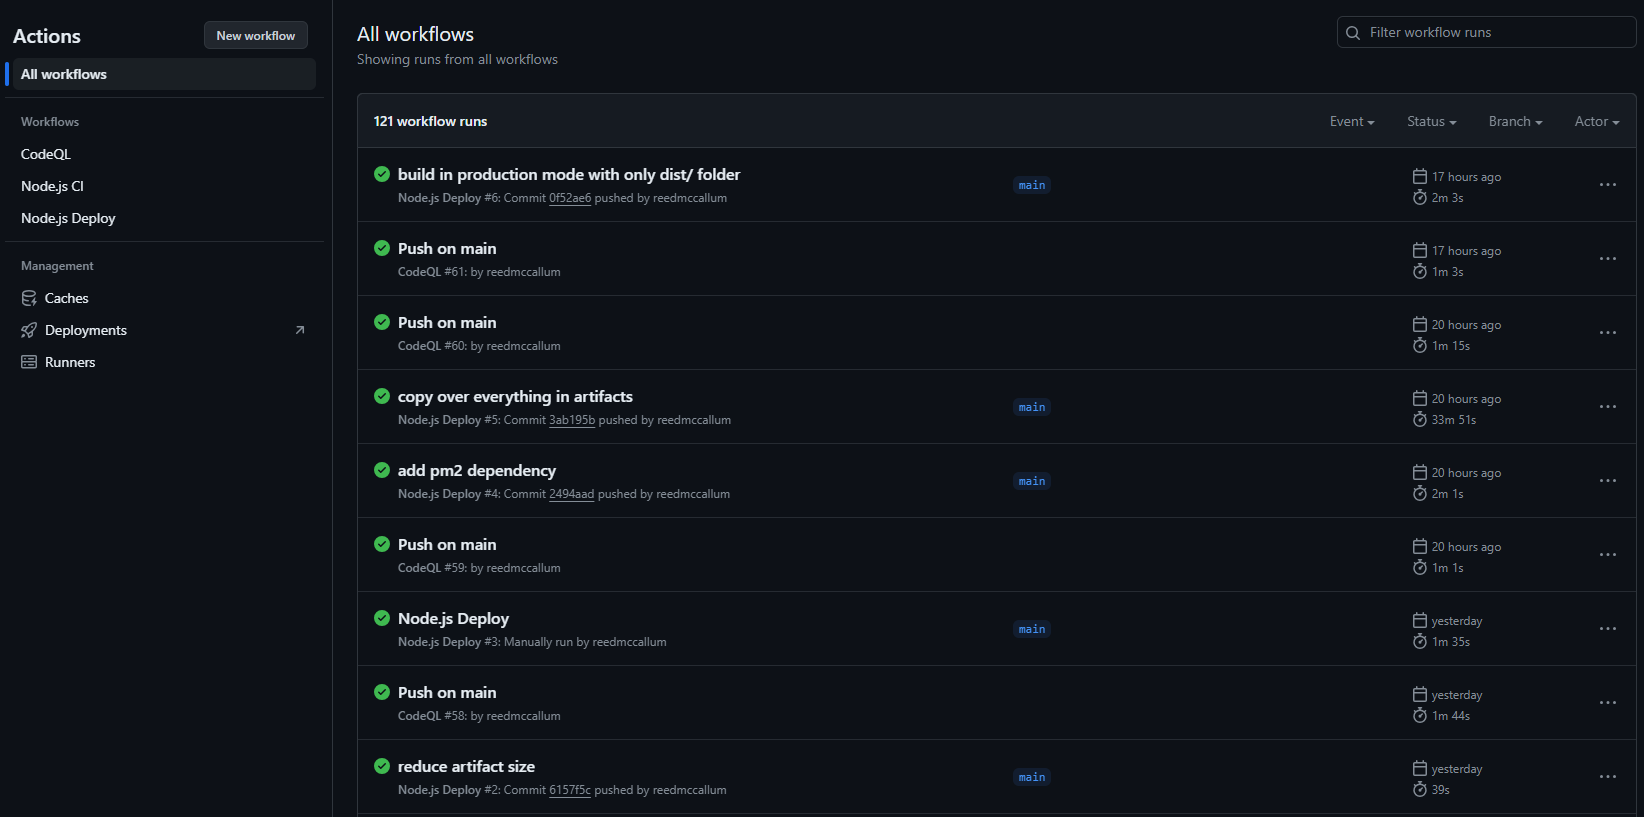 Actions
New workflow
All workflows
Workflows
CodeQL
Node.js CI
Node.js Deploy
Management
Caches
Deployments
Runners
All workflows
Showing runs from all workflows
Filter workflow runs
121 workflow runs
Event
Status
Branch
Actor
build in production mode with only dist/ folder
Node.js Deploy #6: Commit 0f52ae6 pushed by reedmccallum
main
17 hours ago
2m 3s
Push on main
CodeQL #61: by reedmccallum
17 hours ago
1m 3s
Push on main
CodeQL #60: by reedmccallum
20 hours ago
1m 15s
copy over everything in artifacts
Node.js Deploy #5: Commit 3ab195b pushed by reedmccallum
main
20 hours ago
33m 51s
add pm2 dependency
Node.js Deploy #4: Commit 2494aad pushed by reedmccallum
main
20 hours ago
2m 1s
Push on main
CodeQL #59: by reedmccallum
20 hours ago
1m 1s
Node.js Deploy
Node.js Deploy #3: Manually run by reedmccallum
main
yesterday
1m 35s
Push on main
CodeQL #58: by reedmccallum
yesterday
1m 44s
reduce artifact size
Node.js Deploy #2: Commit 6157f5c pushed by reedmccallum
main
yesterday
39s